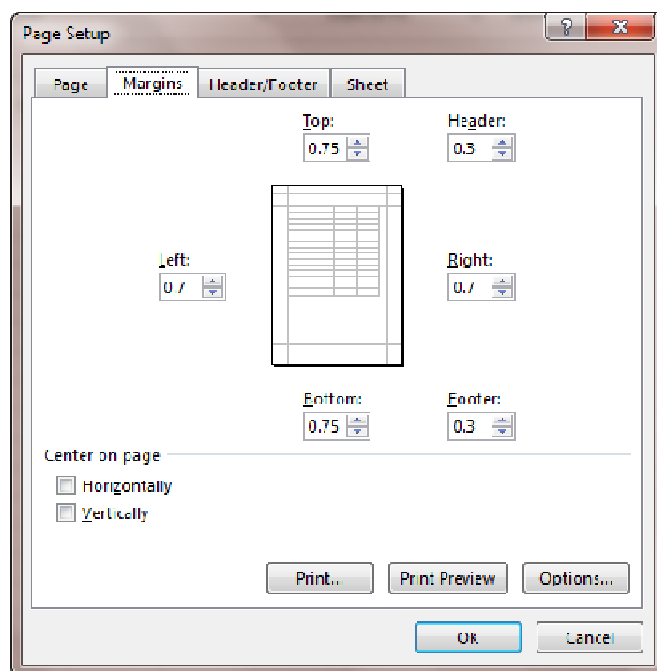 Page Setup
Page Margins Header/Footer Sheet
Top: Header:
0.75 0.3
Left: Right:
0.7 0.7
Bottom: Footer:
0.75 0.3
Center on page
Horizontally
Vertically
Print... Print Preview Options...
OK Cancel